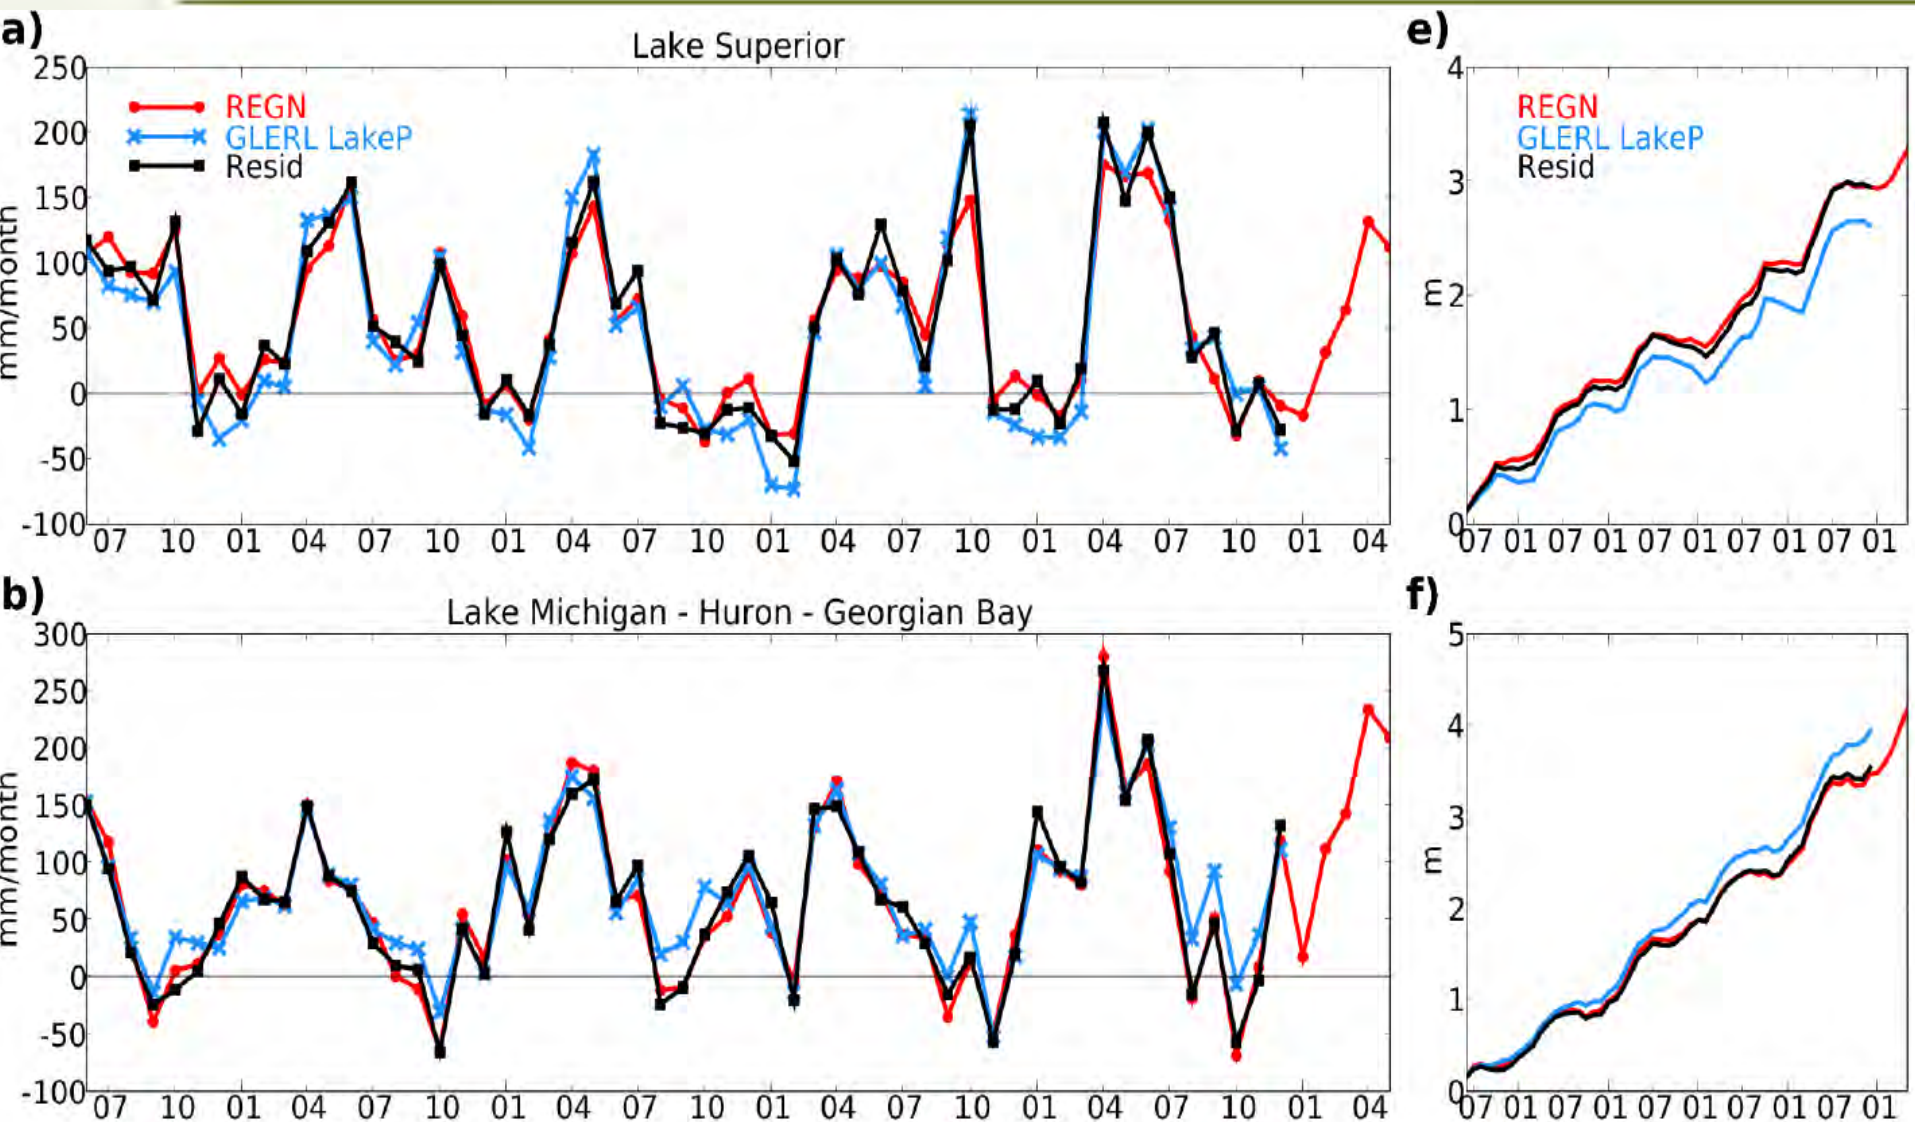 a)
Lake Superior
250
200
150
100
50
0
-50
-100
mm/month
REGN
GLERL LakeP
Resid
07 10 01 04 07 10 01 04 07 10 01 04 07 10 01 04 07 10 01 04
e)
4
3
2
1
0
m
REGN
GLERL LakeP
Resid
07 01 07 01 07 01 07 01 07 01
b)
Lake Michigan - Huron - Georgian Bay
300
250
200
150
100
50
0
-50
-100
mm/month
07 10 01 04 07 10 01 04 07 10 01 04 07 10 01 04 07 10 01 04
f)
5
4
3
2
1
0
m
07 01 07 01 07 01 07 01 07 01